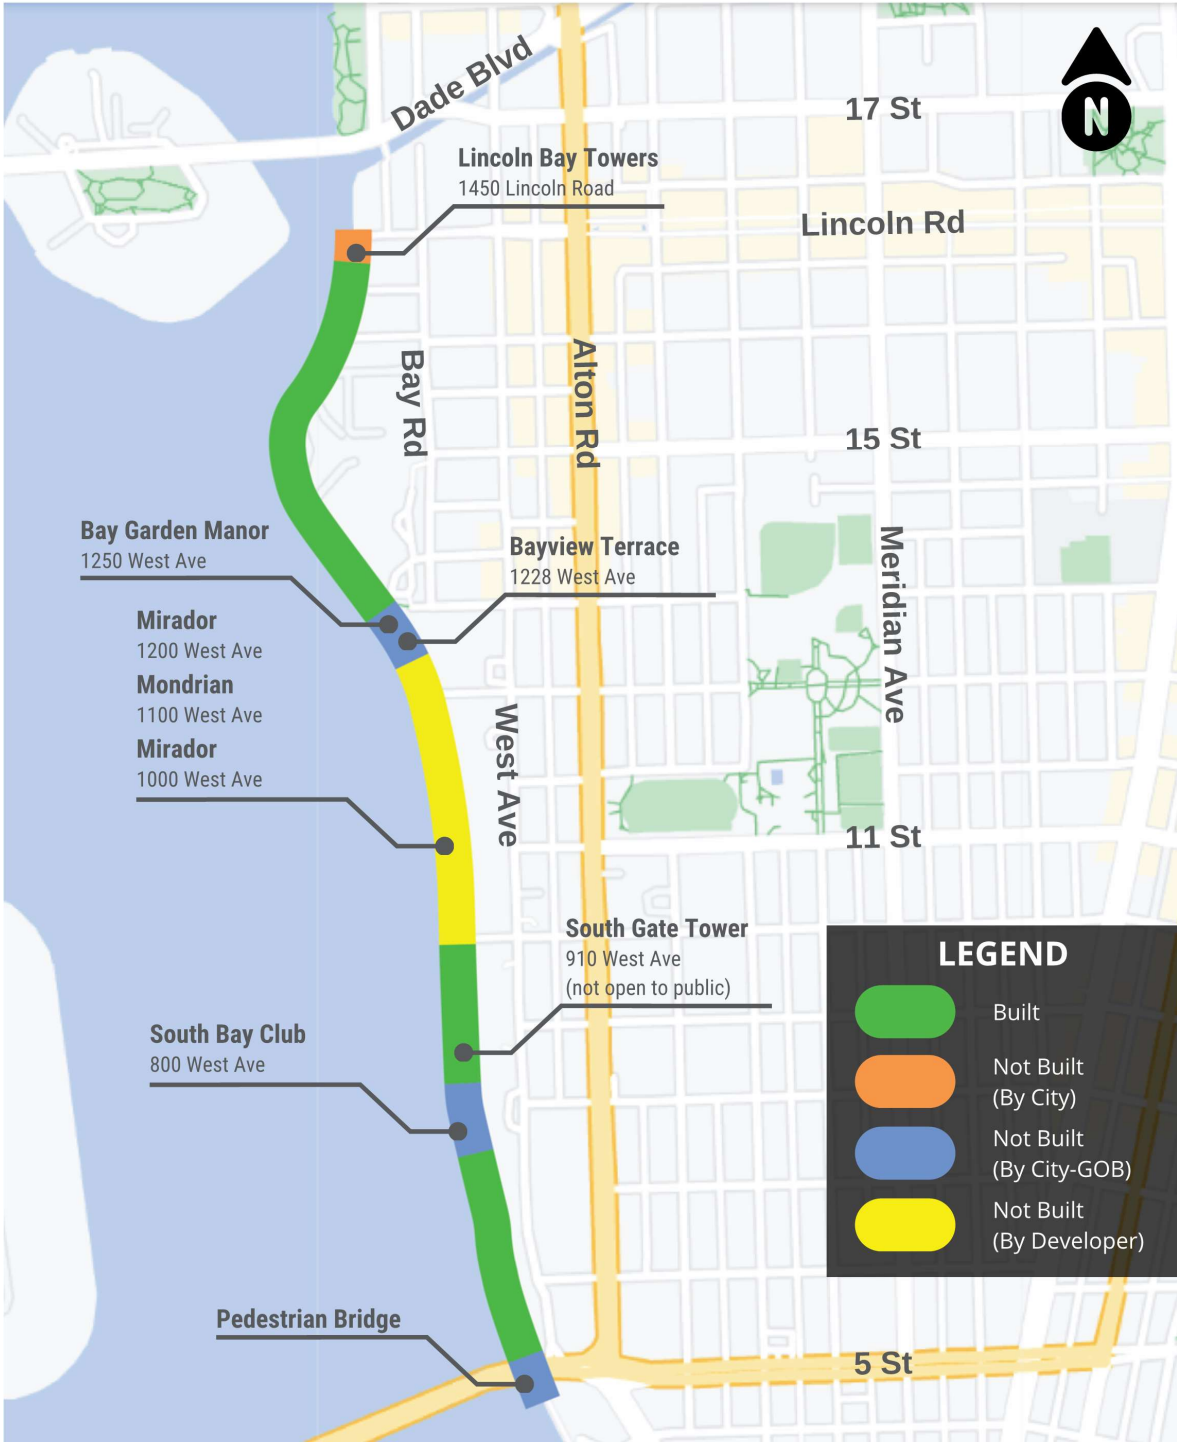 Dade Blvd
17 St
N
Lincoln Bay Towers
1450 Lincoln Road
Lincoln Rd
Bay Rd
Alton Rd
15 St
Bay Garden Manor
1250 West Ave
Bayview Terrace
1228 West Ave
Meridian Ave
Mirador
1200 West Ave
Mondrian
1100 West Ave
Mirador
1000 West Ave
West Ave
11 St
South Gate Tower
910 West Ave
(not open to public)
South Bay Club
800 West Ave
LEGEND
Built
Not Built
(By City)
Not Built
(By City-GOB)
Not Built
(By Developer)
Pedestrian Bridge
5 St